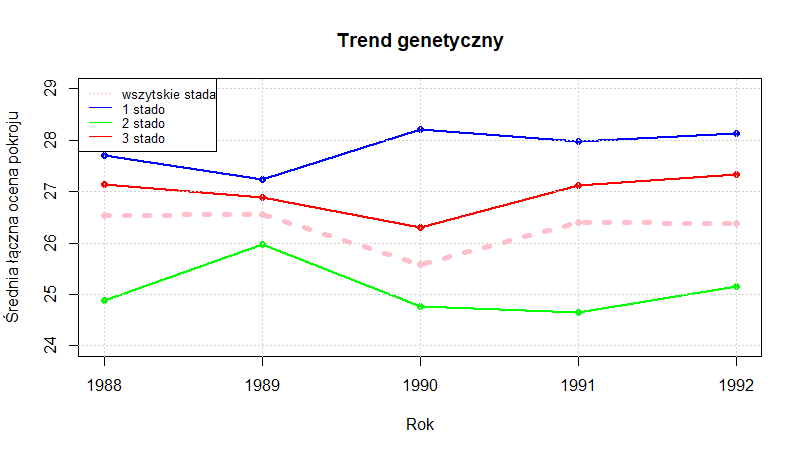 Trend genetyczny
wszytskie stada
1 stado
2 stado
3 stado
Średnia łączna ocena pokroju
29
28
27
26
25
24
1988 1989 1990 1991 1992
Rok